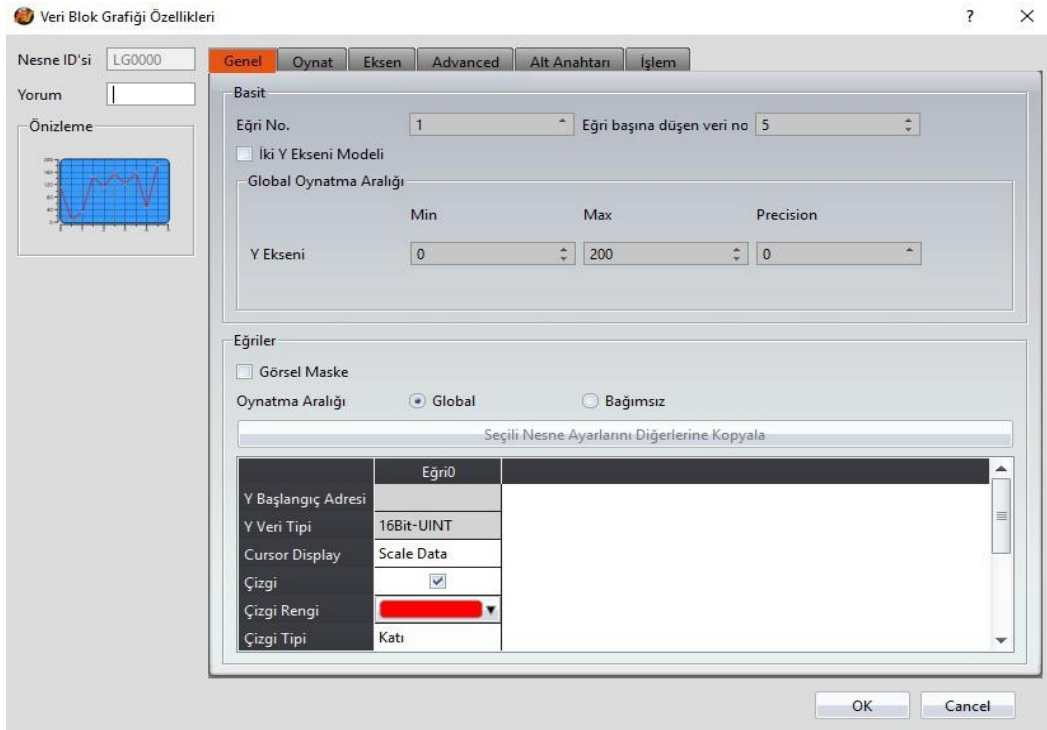 Veri Blok Grafiği Özellikleri
Nesne ID'si LG0000
Yorum
Önizleme
Genel Oynat Eksen Advanced Alt Anahtarı İşlem
Basit
Eğri No. 1 Eğri başına düşen veri no 5
İki Y Ekseni Modeli
Global Oynatma Aralığı
Min Max Precision
Y Ekseni 0 200 0
Eğriler
Görsel Maske
Oynatma Aralığı Global Bağımsız
Seçili Nesne Ayarlarını Diğerlerine Kopyala
Eğri0
Y Başlangıç Adresi
Y Veri Tipi 16Bit-UINT
Cursor Display Scale Data
Çizgi
Çizgi Rengi
Çizgi Tipi Katı
OK Cancel